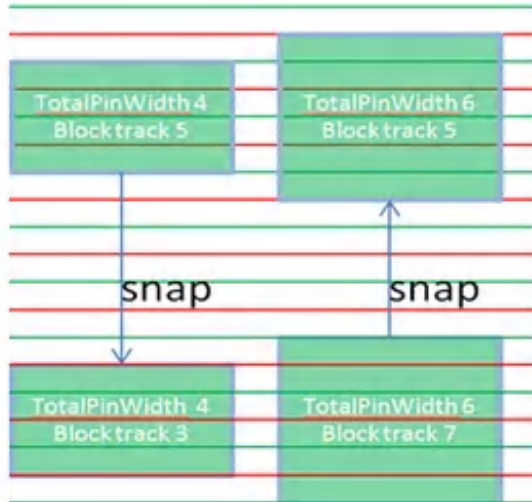 TotalPinWidth 4
Blocktrack 5
TotalPinWidth 6
Blocktrack 5
snap
snap
TotalPinWidth 4
Blocktrack 3
TotalPinWidth 6
Blocktrack 7